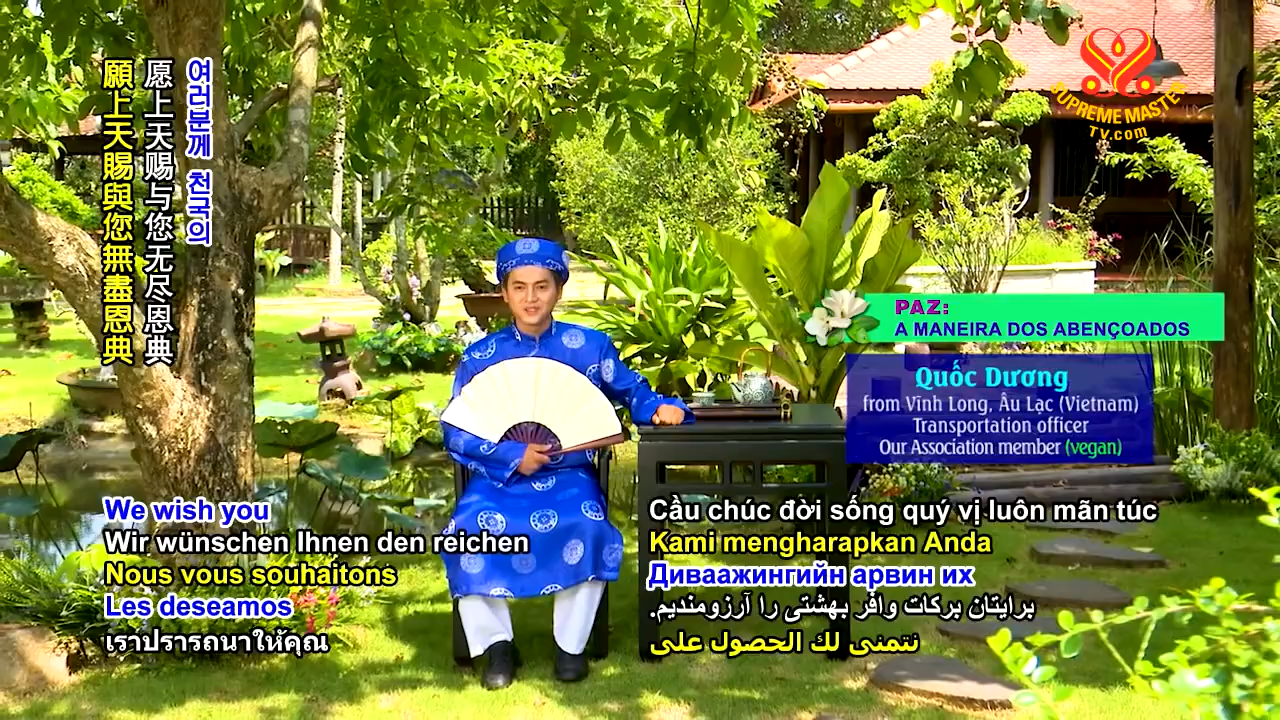 여러분께 천국의
愿上天赐与您无尽恩典
願上天賜與您無盡恩典
SUPREME MASTER
TV.com
PAZ:
A MANEIRA DOS ABENÇOADOS
Quốc Dương
from Vĩnh Long, Âu Lạc (Vietnam)
Transportation officer
Our Association member (vegan)
We wish you
Wir wünschen Ihnen den reichen
Nous vous souhaitons
Les deseamos
เราปรารถนาให้คุณ
Cầu chúc đời sống quý vị luôn mãn túc
Kami mengharapkan Anda
Диваажингийн арвин их
برایتان برکات وافر بهشتی را آرزومندیم.
نتمنى لك الحصول على